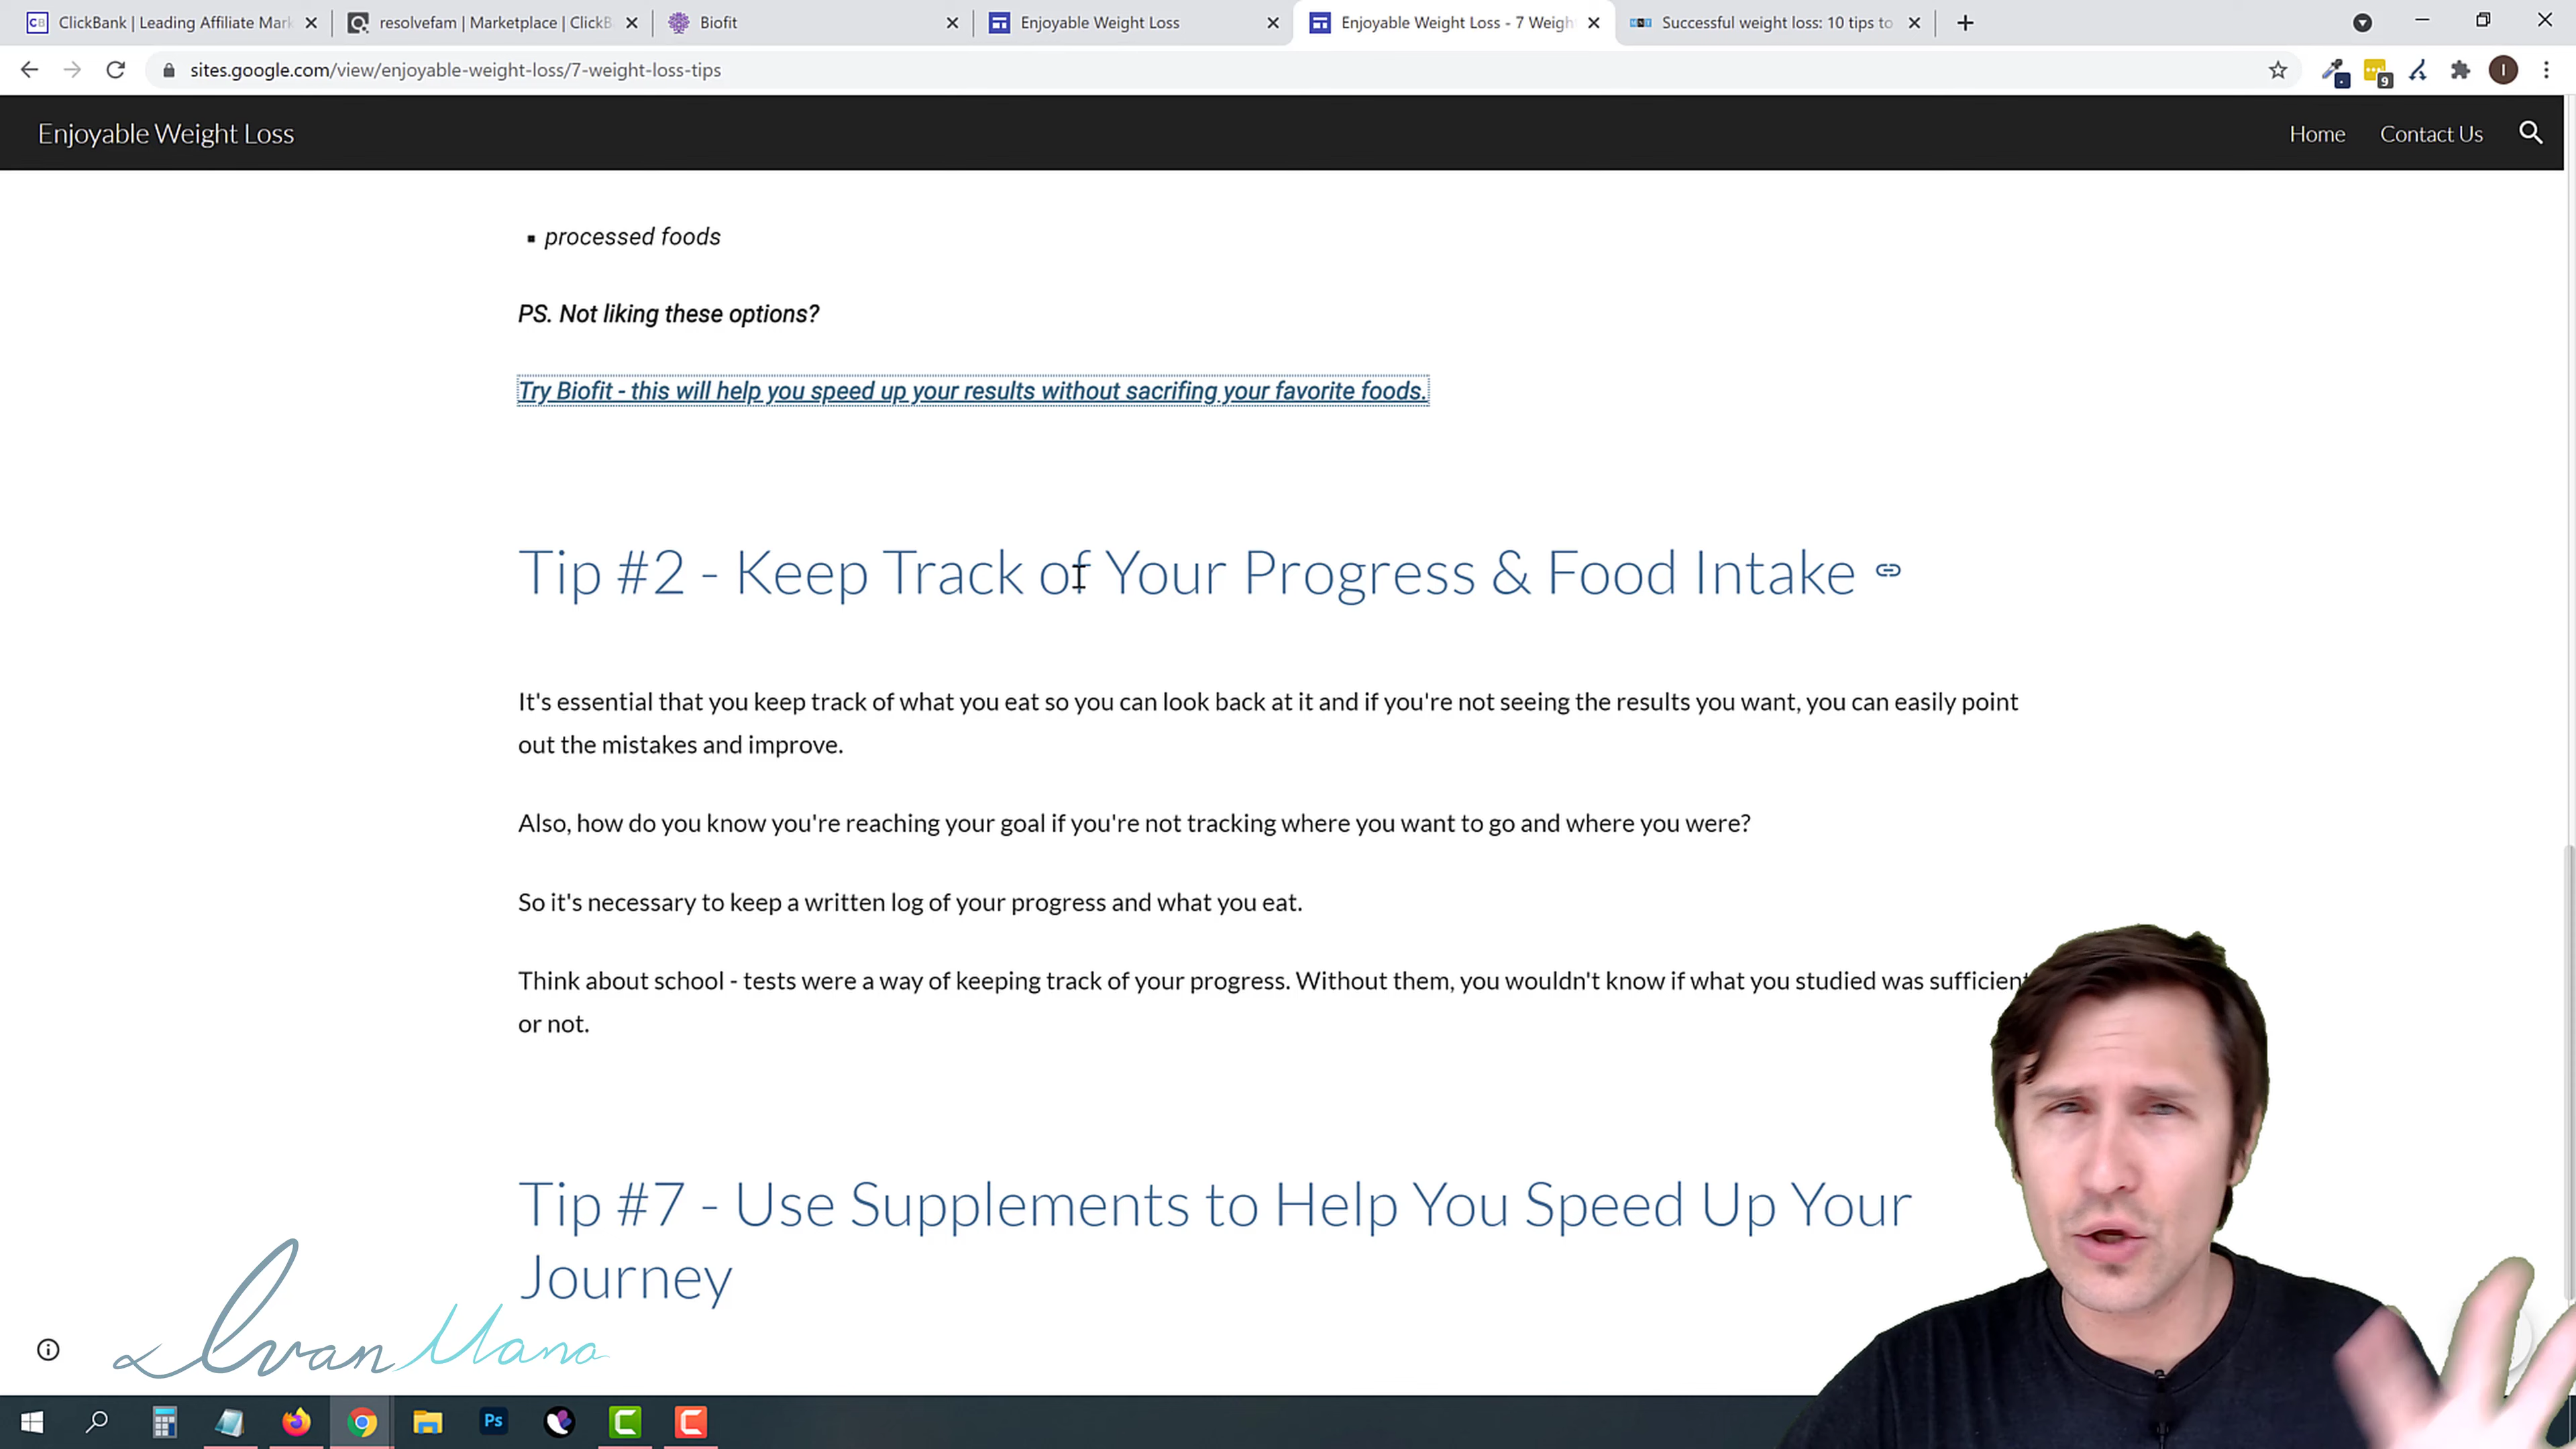 ClickBank | Leading Affiliate Mark
resolvefam | Marketplace | ClickB
Biofit
Enjoyable Weight Loss
Enjoyable Weight Loss - 7 Weigh
Successful weight loss: 10 tips to
sites.google.com/view/enjoyable-weight-loss/7-weight-loss-tips
9
I
Enjoyable Weight Loss
Home
Contact Us
processed foods
PS. Not liking these options?
Try Biofit - this will help you speed up your results without sacrifing your favorite foods.
Tip #2 - Keep Track of Your Progress & Food Intake
It's essential that you keep track of what you eat so you can look back at it and if you're not seeing the results you want, you can easily point
out the mistakes and improve.
Also, how do you know you're reaching your goal if you're not tracking where you want to go and where you were?
So it's necessary to keep a written log of your progress and what you eat.
Think about school - tests were a way of keeping track of your progress. Without them, you wouldn't know if what you studied was sufficient
or not.
Tip #7 - Use Supplements to Help You Speed Up Your
Journey
Ivan Mana
Ps